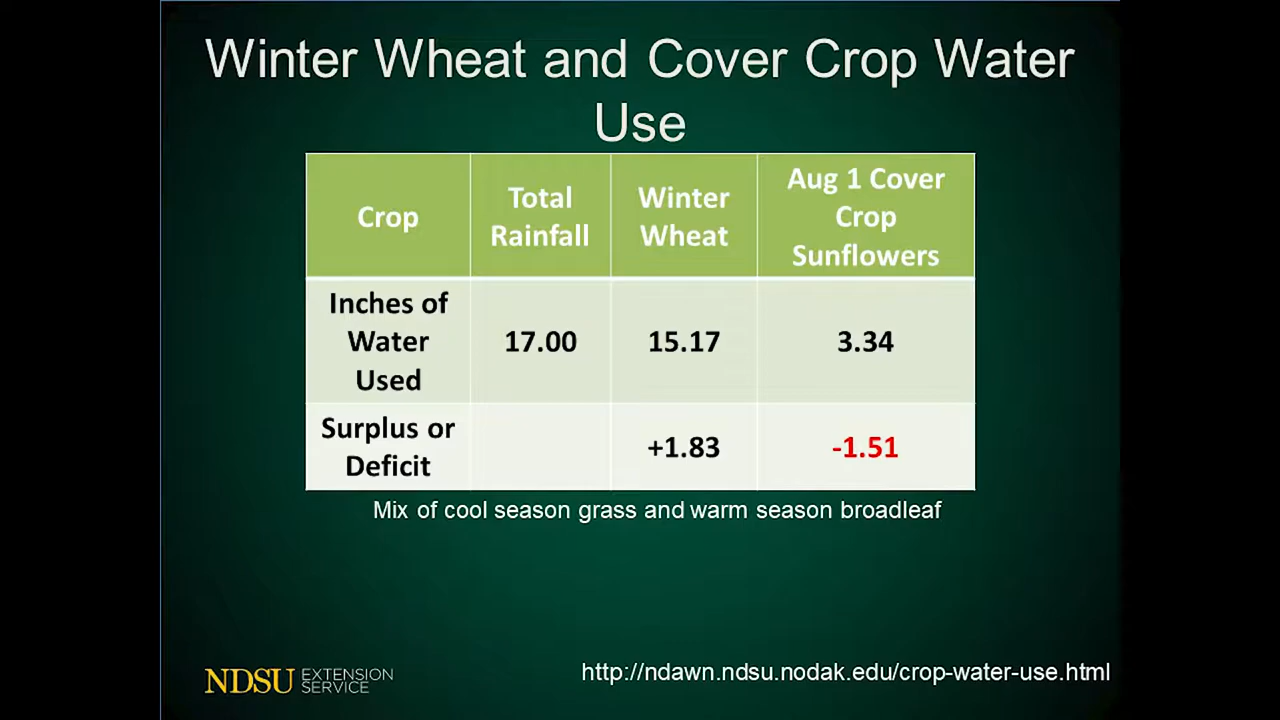 Winter Wheat and Cover Crop Water
Use
Crop
Total
Rainfall
Winter
Wheat
Aug 1 Cover
Crop
Sunflowers
Inches of
Water
Used
17.00
15.17
3.34
Surplus or
Deficit
+1.83
-1.51
Mix of cool season grass and warm season broadleaf
NDSU EXTENSION
SERVICE
http://ndawn.ndsu.nodak.edu/crop-water-use.html